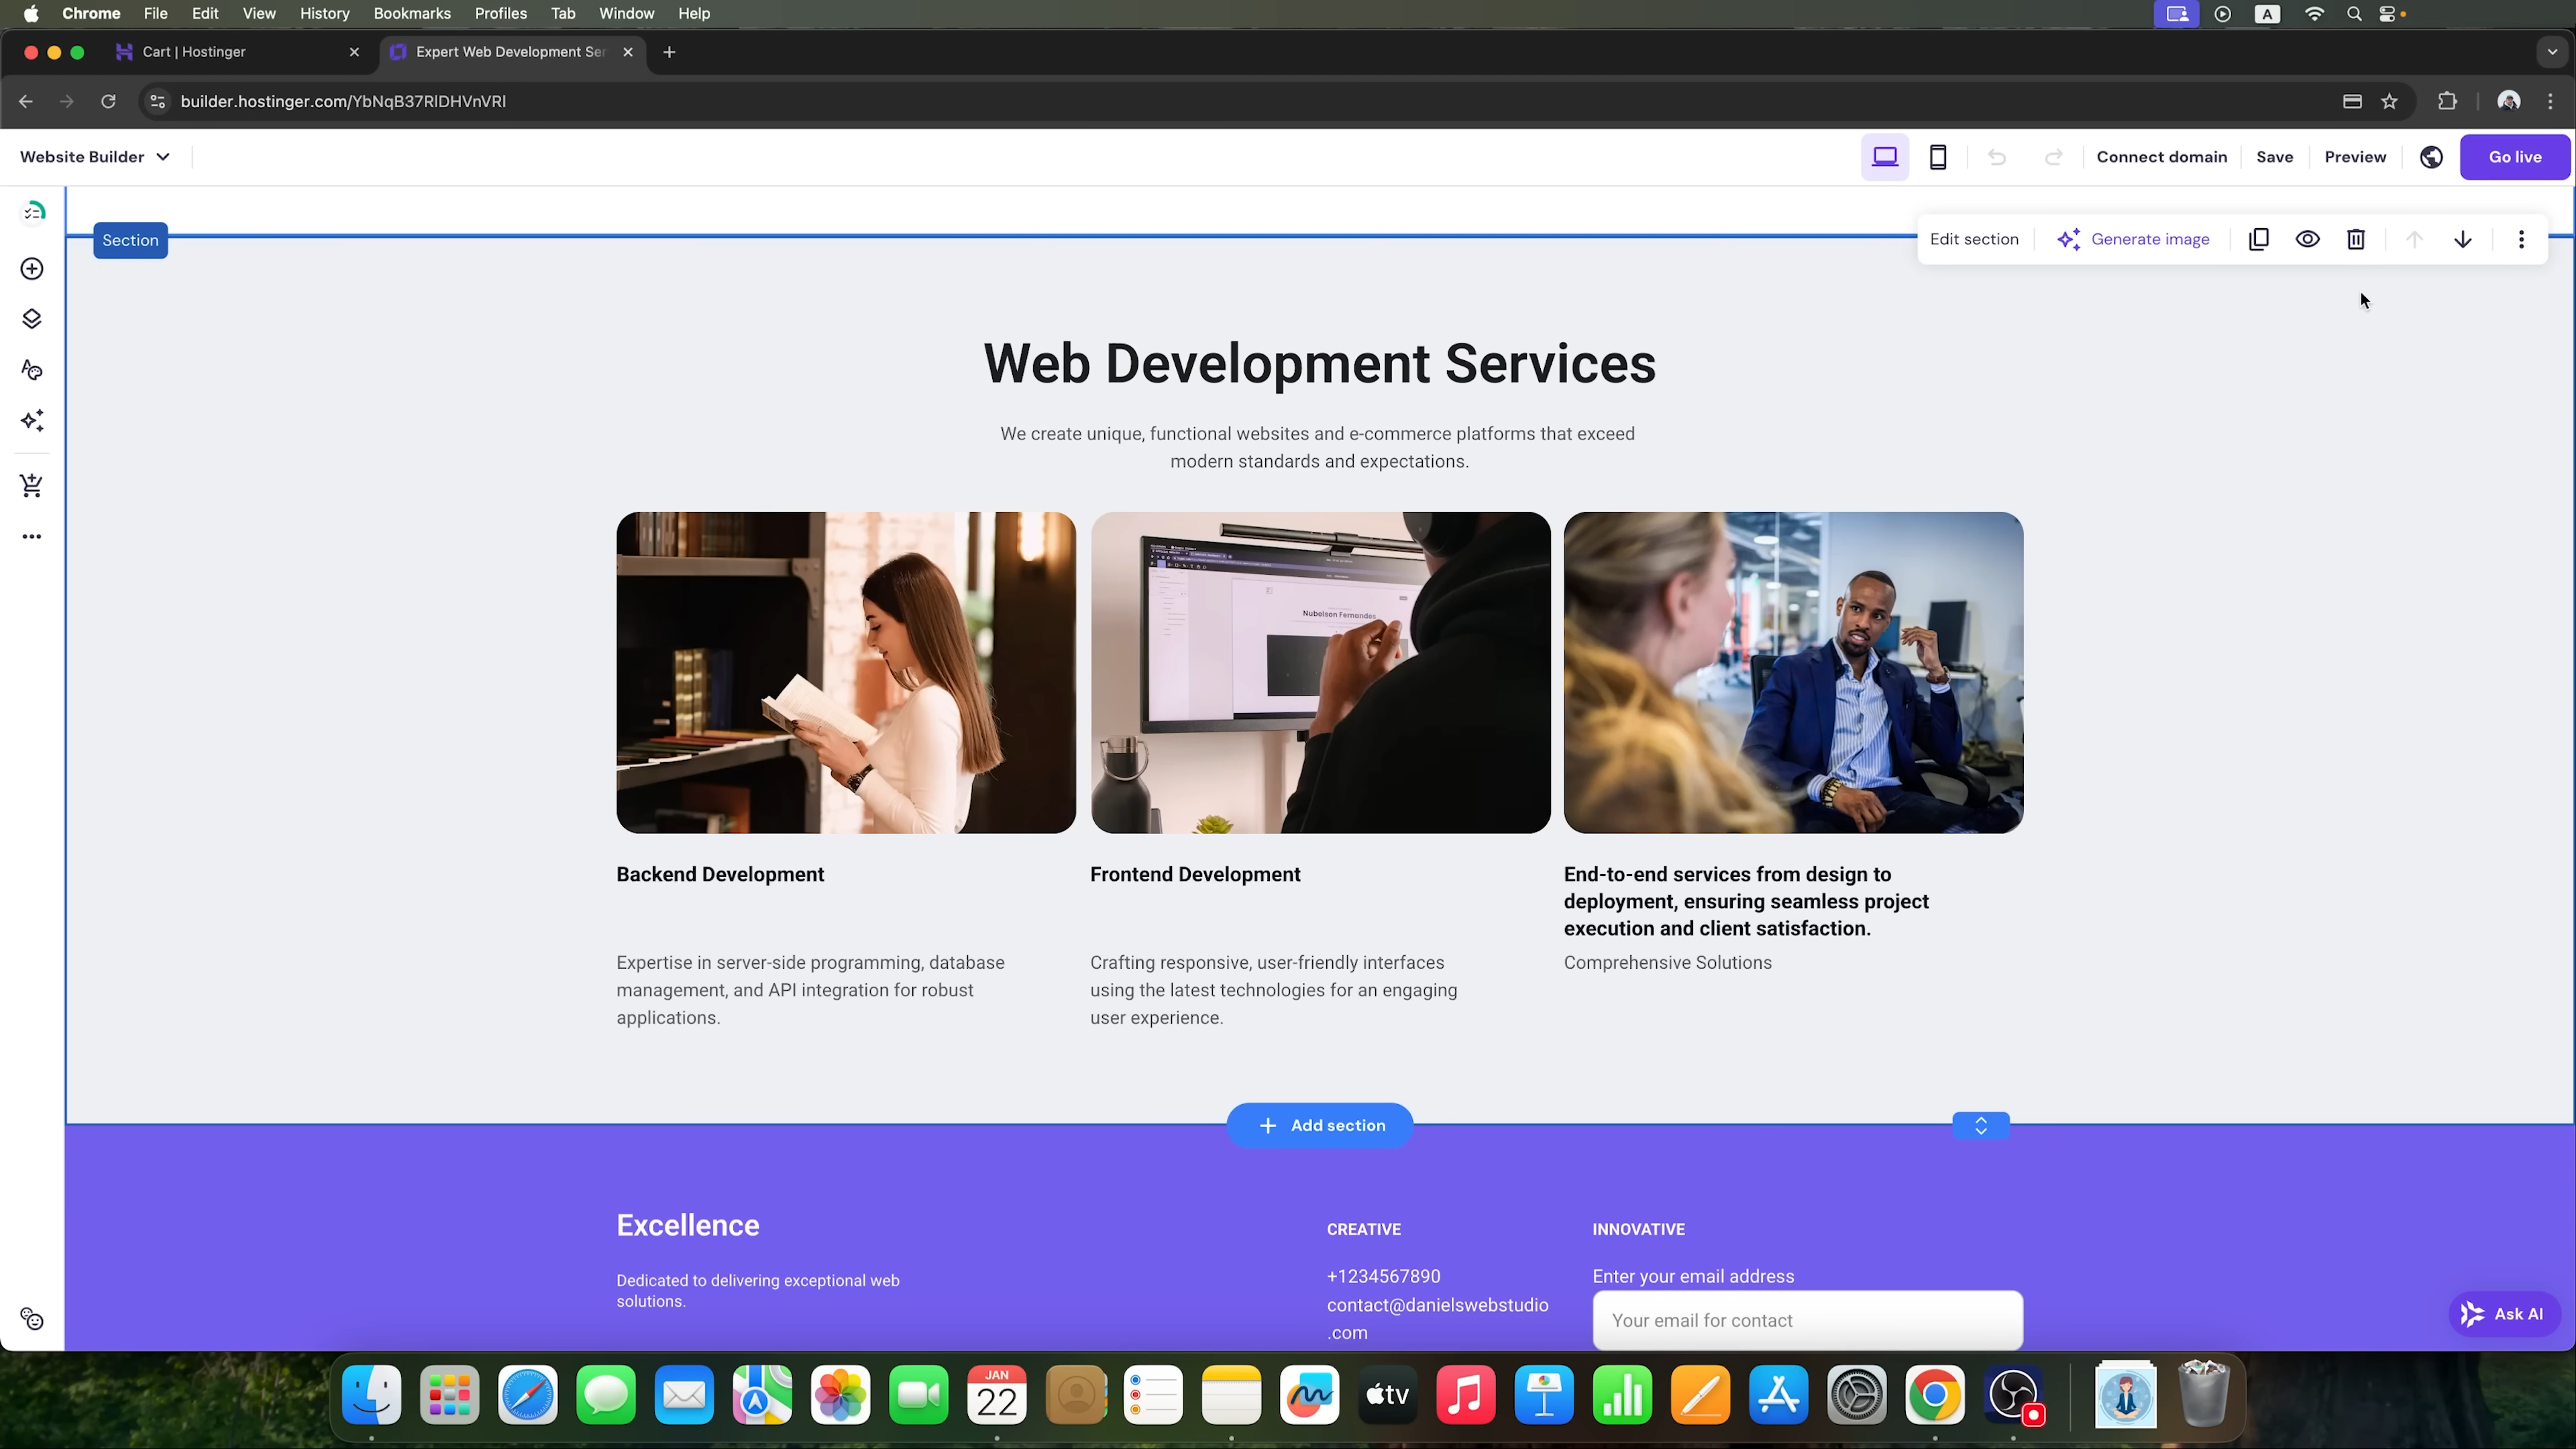 Chrome File Edit View History Bookmarks Profiles Tab Window Help
A
Cart | Hostinger
Expert Web Development Ser
builder.hostinger.com/YbNqB37RlDHVnVRl
Website Builder
Connect domain
Save
Preview
Go live
Section
Edit section
Generate image
Web Development Services
We create unique, functional websites and e-commerce platforms that exceed
modern standards and expectations.
Nubelson Fernandes
Backend Development
Expertise in server-side programming, database
management, and API integration for robust
applications.
Frontend Development
Crafting responsive, user-friendly interfaces
using the latest technologies for an engaging
user experience.
End-to-end services from design to
deployment, ensuring seamless project
execution and client satisfaction.
Comprehensive Solutions
Add section
Excellence
Dedicated to delivering exceptional web
solutions.
CREATIVE
+1234567890
contact@danielswebstudio
.com
INNOVATIVE
Enter your email address
Your email for contact
Ask AI
JAN
22
tv